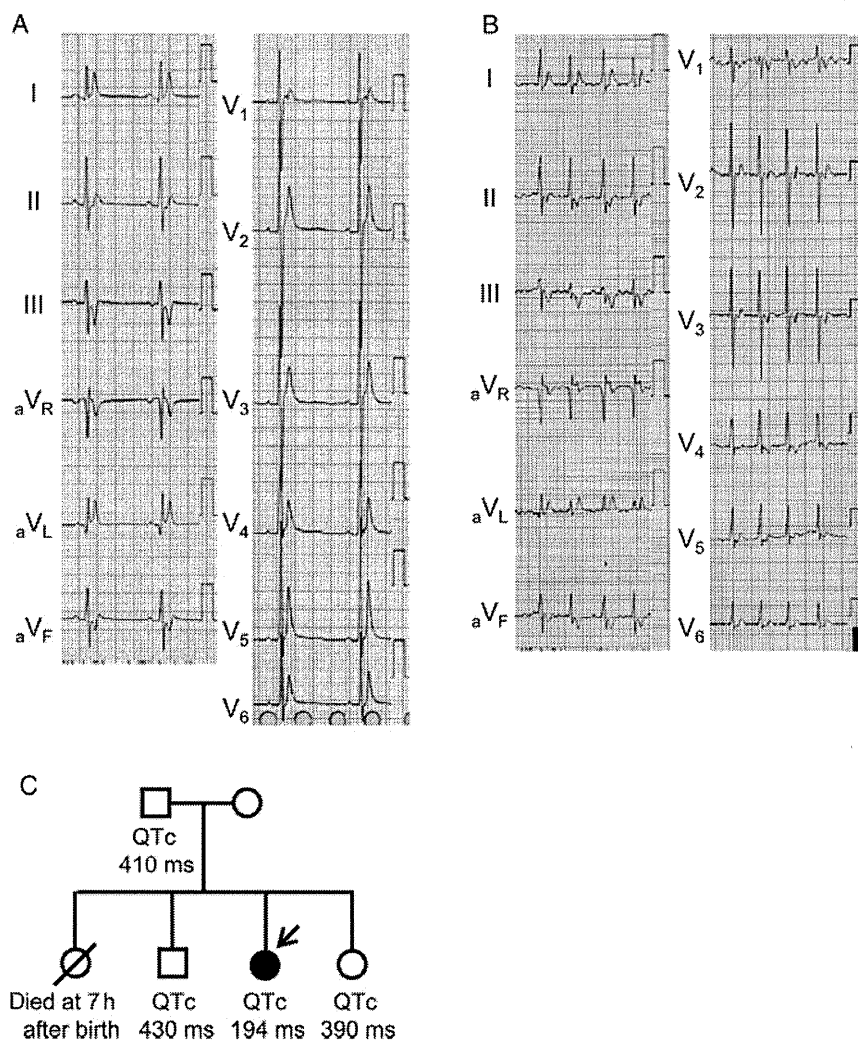 A
I
II
III
aVR
aVL
aVF
V1
V2
V3
V4
V5
V6
B
I
II
III
aVR
aVL
aVF
V1
V2
V3
V4
V5
V6
C
QTc
410 ms
Died at 7 h
after birth
QTc
430 ms
QTc
194 ms
QTc
390 ms